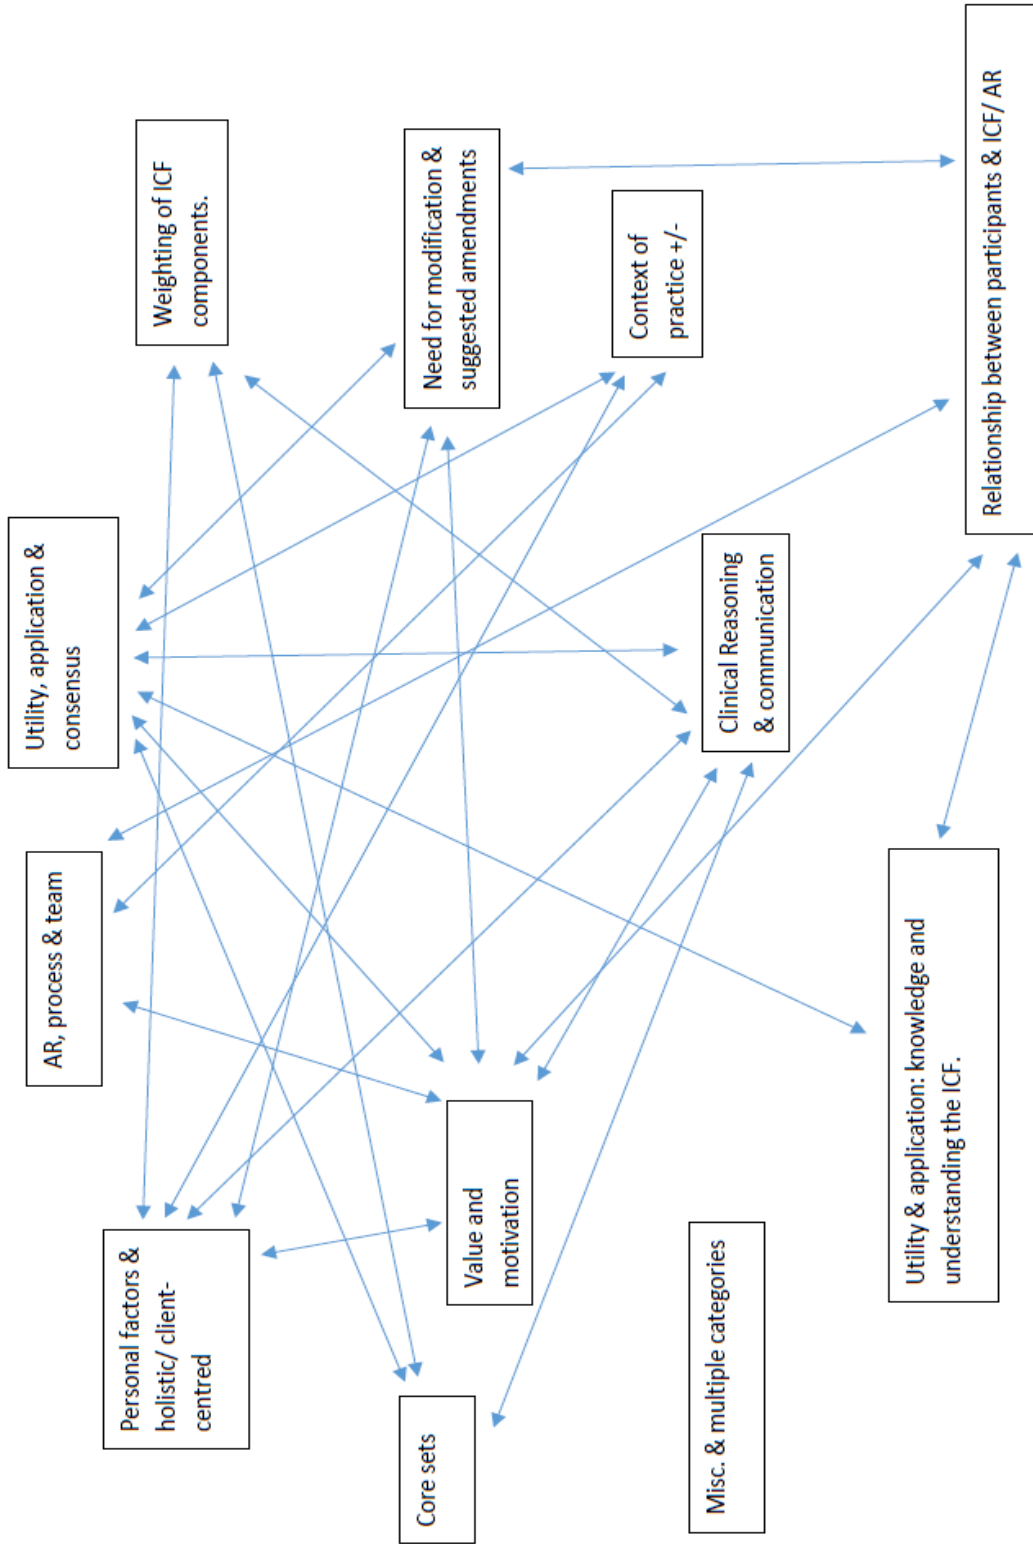 Personal factors &
holistic/ client-
centred
AR, process & team
Utility, application &
consensus
Weighting of ICF
components.
Core sets
Value and
motivation
Need for modification &
suggested amendments
Context of
practice +/-
Clinical Reasoning
& communication
Misc. & multiple categories
Utility & application: knowledge and
understanding the ICF.
Relationship between participants & ICF/ AR